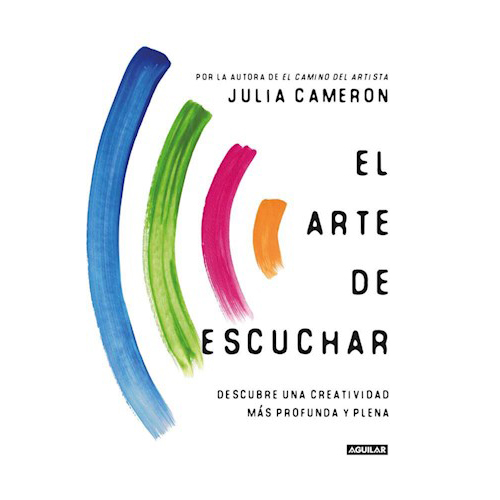 POR LA AUTORA DE EL CAMINO DEL ARTISTA
JULIA CAMERON
EL
ARTE
DE
ESCUCHAR
DESCUBRE UNA CREATIVIDAD
MÁS PROFUNDA Y PLENA
AGUILAR